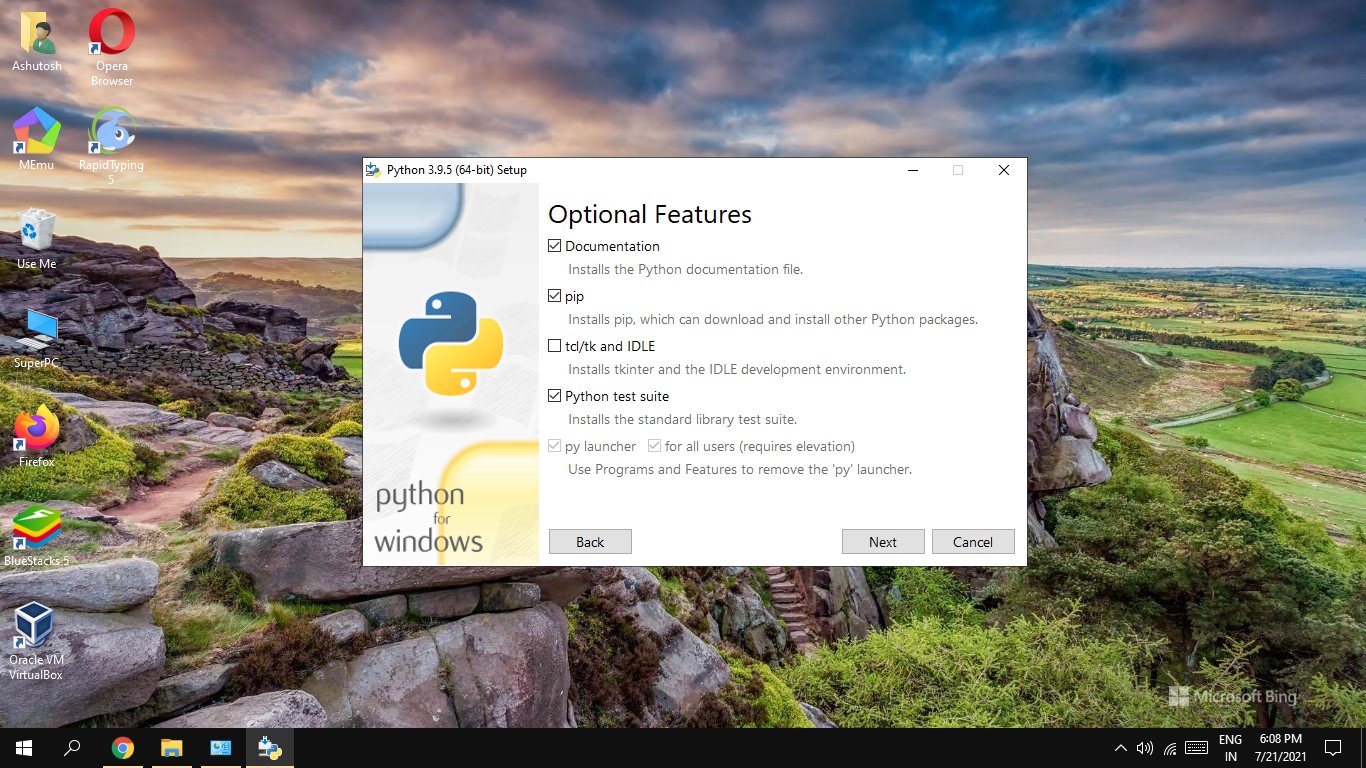 Ashutosh
Opera
Browser
MEmu
RapidTyping
5
Use Me
SuperPC
Firefox
BlueStacks 5
Oracle VM
VirtualBox
Python 3.9.5 (64-bit) Setup
Optional Features
Documentation
Installs the Python documentation file.
pip
Installs pip, which can download and install other Python packages.
tcl/tk and IDLE
Installs tkinter and the IDLE development environment.
Python test suite
Installs the standard library test suite.
py launcher for all users (requires elevation)
Use Programs and Features to remove the 'py' launcher.
python
for
windows
Back Next Cancel
Microsoft Bing
ENG
IN
6:08 PM
7/21/2021